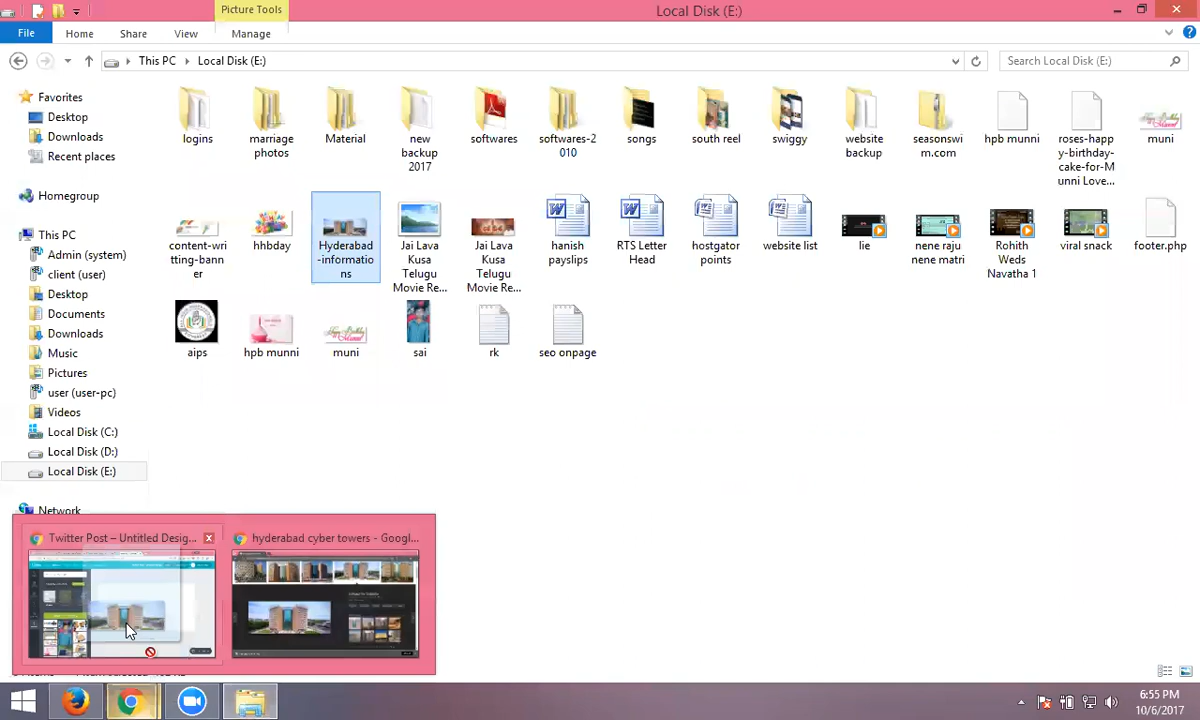 Picture Tools
Local Disk (E:)
File
Home
Share
View
Manage
This PC
Local Disk (E:)
Search Local Disk (E:)
Favorites
Desktop
Downloads
Recent places
Homegroup
This PC
Admin (system)
client (user)
Desktop
Documents
Downloads
Music
Pictures
user (user-pc)
Videos
Local Disk (C:)
Local Disk (D:)
Local Disk (E:)
Network
logins
marriage
photos
Material
new
backup
2017
softwares
softwares-2
010
songs
south reel
swiggy
website
backup
seasonswi
m.com
hpb munni
roses-happ
y-birthday-
cake-for-M
unni Love...
muni
content-wri
tting-bann
er
hhbday
Hyderabad
-informatio
ns
Jai Lava
Kusa
Telugu
Movie Re...
Jai Lava
Kusa
Telugu
Movie Re...
hanish
payslips
RTS Letter
Head
hostgator
points
website list
lie
nene raju
nene matri
Rohith
Weds
Navatha 1
viral snack
footer.php
aips
hpb munni
muni
sai
rk
seo onpage
Twitter Post – Untitled Desig...
hyderabad cyber towers - Googl...
6:55 PM
10/6/2017